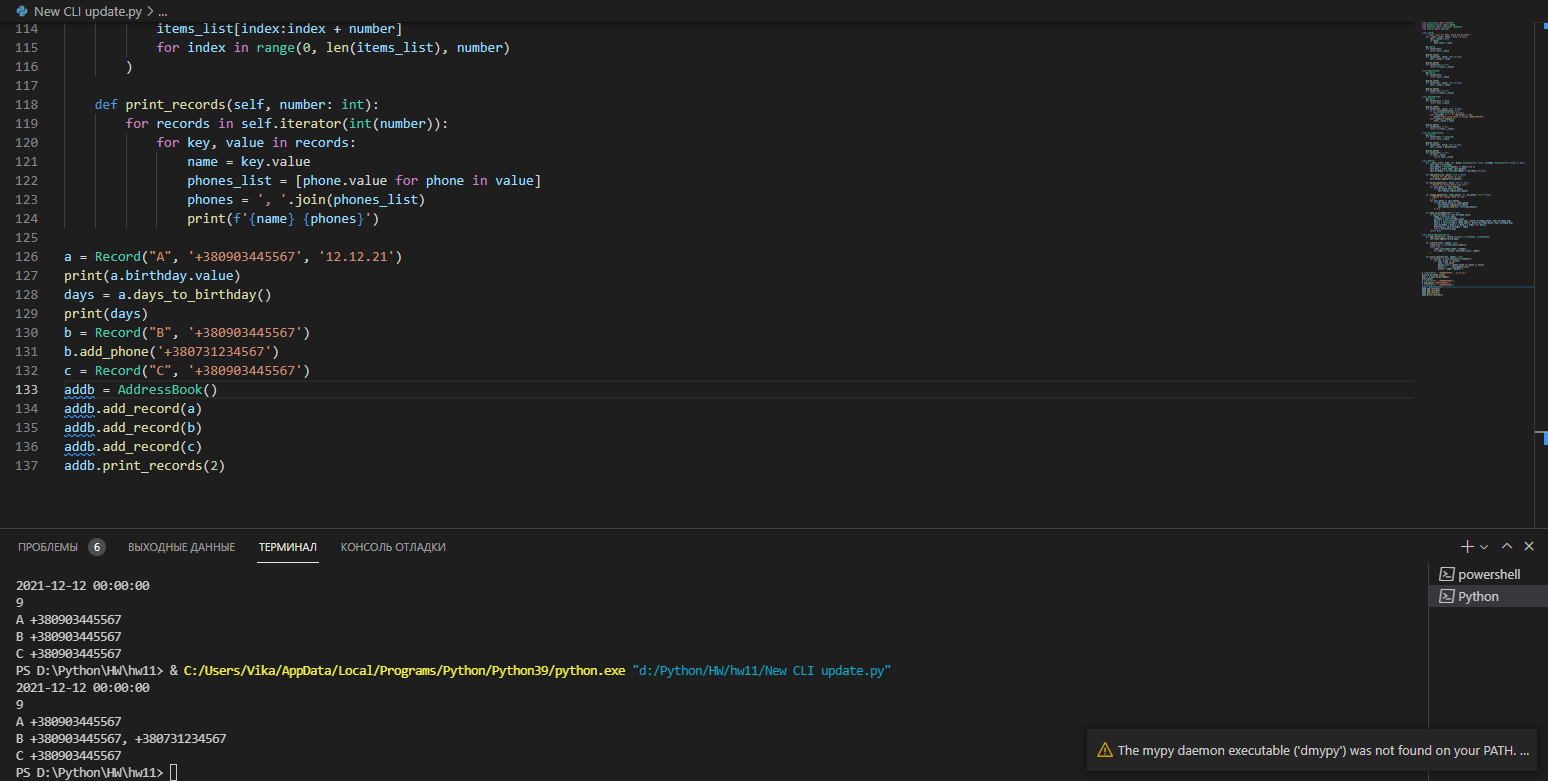 New CLI update.py > ...
114 items_list[index:index + number]
115 for index in range(0, len(items_list), number)
116 )
117
118 def print_records(self, number: int):
119 for records in self.iterator(int(number)):
120 for key, value in records:
121 name = key.value
122 phones_list = [phone.value for phone in value]
123 phones = ', '.join(phones_list)
124 print(f'{name} {phones}')
125
126 a = Record("A", '+380903445567', '12.12.21')
127 print(a.birthday.value)
128 days = a.days_to_birthday()
129 print(days)
130 b = Record("B", '+380903445567')
131 b.add_phone('+380731234567')
132 c = Record("C", '+380903445567')
133 addb = AddressBook()
134 addb.add_record(a)
135 addb.add_record(b)
136 addb.add_record(c)
137 addb.print_records(2)
ПРОБЛЕМЫ 6 ВЫХОДНЫЕ ДАННЫЕ ТЕРМИНАЛ КОНСОЛЬ ОТЛАДКИ
powershell
Python
2021-12-12 00:00:00
9
A +380903445567
B +380903445567
C +380903445567
PS D:\Python\HW\hw11> & C:/Users/Vika/AppData/Local/Programs/Python/Python39/python.exe "d:/Python/HW/hw11/New CLI update.py"
2021-12-12 00:00:00
9
A +380903445567
B +380903445567, +380731234567
C +380903445567
PS D:\Python\HW\hw11>
The mypy daemon executable ('dmypy') was not found on your PATH. ...